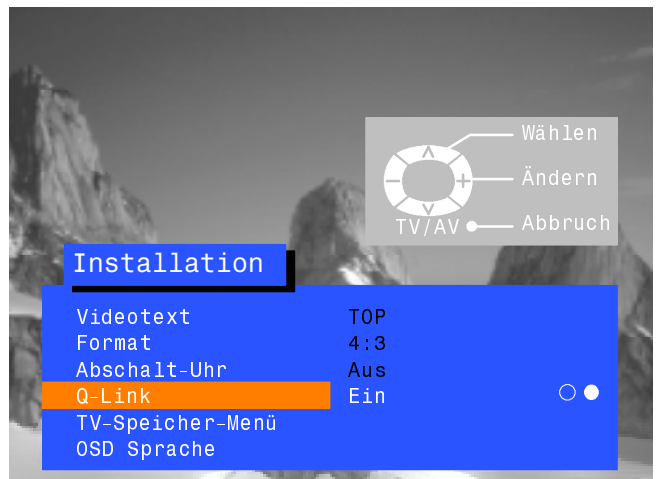 Wählen
Ändern
TV/AV Abbruch
Installation
Videotext TOP
Format 4:3
Abschalt-Uhr Aus
Q-Link Ein
TV-Speicher-Menü
OSD Sprache